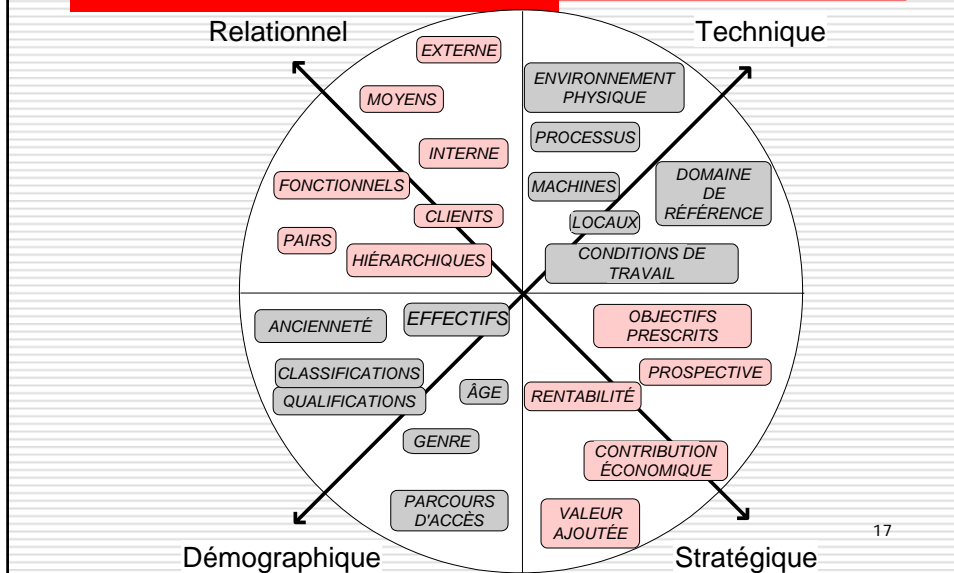 Relationnel
Technique
EXTERNE
MOYENS
INTERNE
FONCTIONNELS
CLIENTS
PAIRS
HIÉRARCHIQUES
ENVIRONNEMENT
PHYSIQUE
PROCESSUS
MACHINES
DOMAINE
DE
RÉFÉRENCE
LOCAUX
CONDITIONS DE
TRAVAIL
ANCIENNETÉ
EFFECTIFS
CLASSIFICATIONS
QUALIFICATIONS
ÂGE
GENRE
PARCOURS
D'ACCÈS
OBJECTIFS
PRESCRITS
PROSPECTIVE
RENTABILITÉ
CONTRIBUTION
ÉCONOMIQUE
VALEUR
AJOUTÉE
17
Démographique
Stratégique